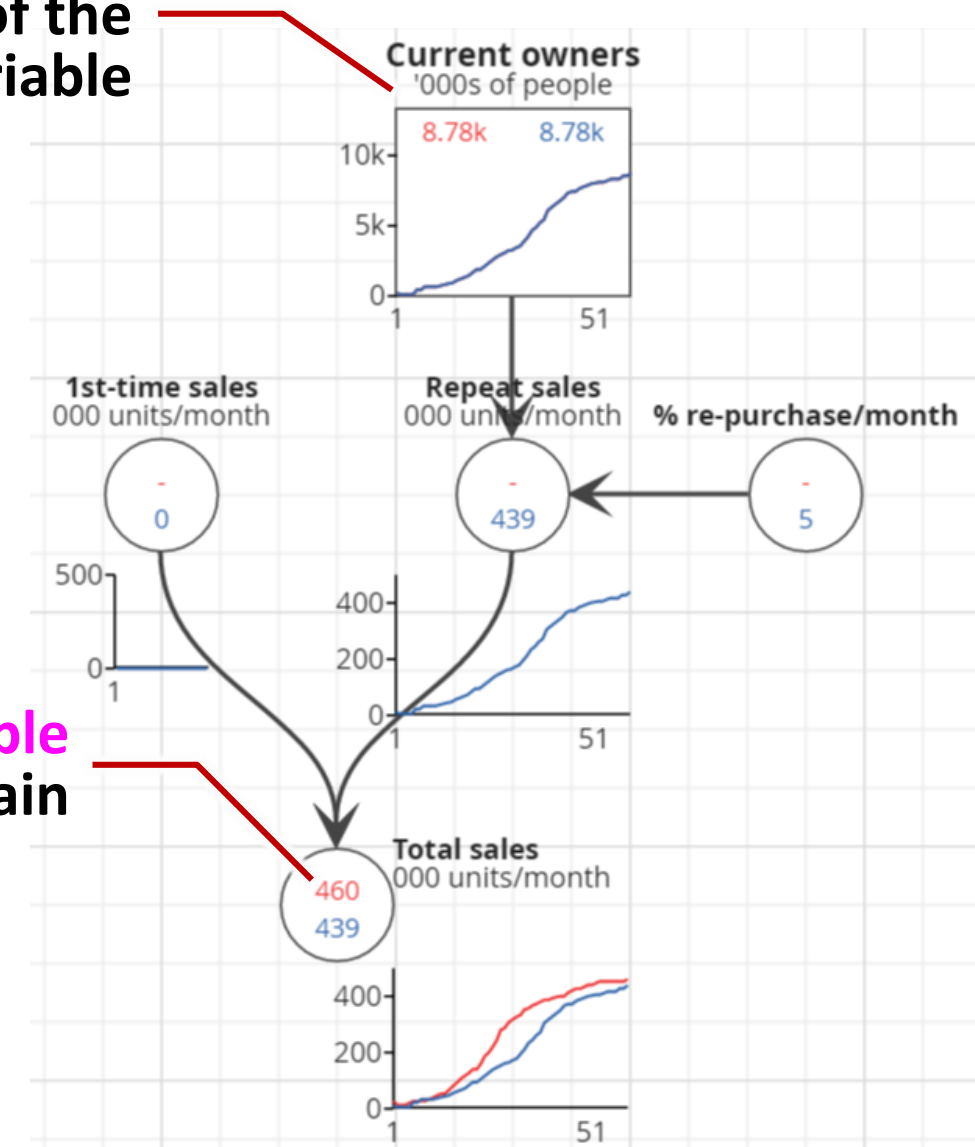 of the
riable
Current owners
'000s of people
8.78k 8.78k
10k
5k
0
1 51
1st-time sales
000 units/month
-
0
500
0
1
Repeat sales
000 units/month
-
439
400
200
0
1 51
% re-purchase/month
-
5
ble
ain
Total sales
000 units/month
460
439
400
200
0
1 51